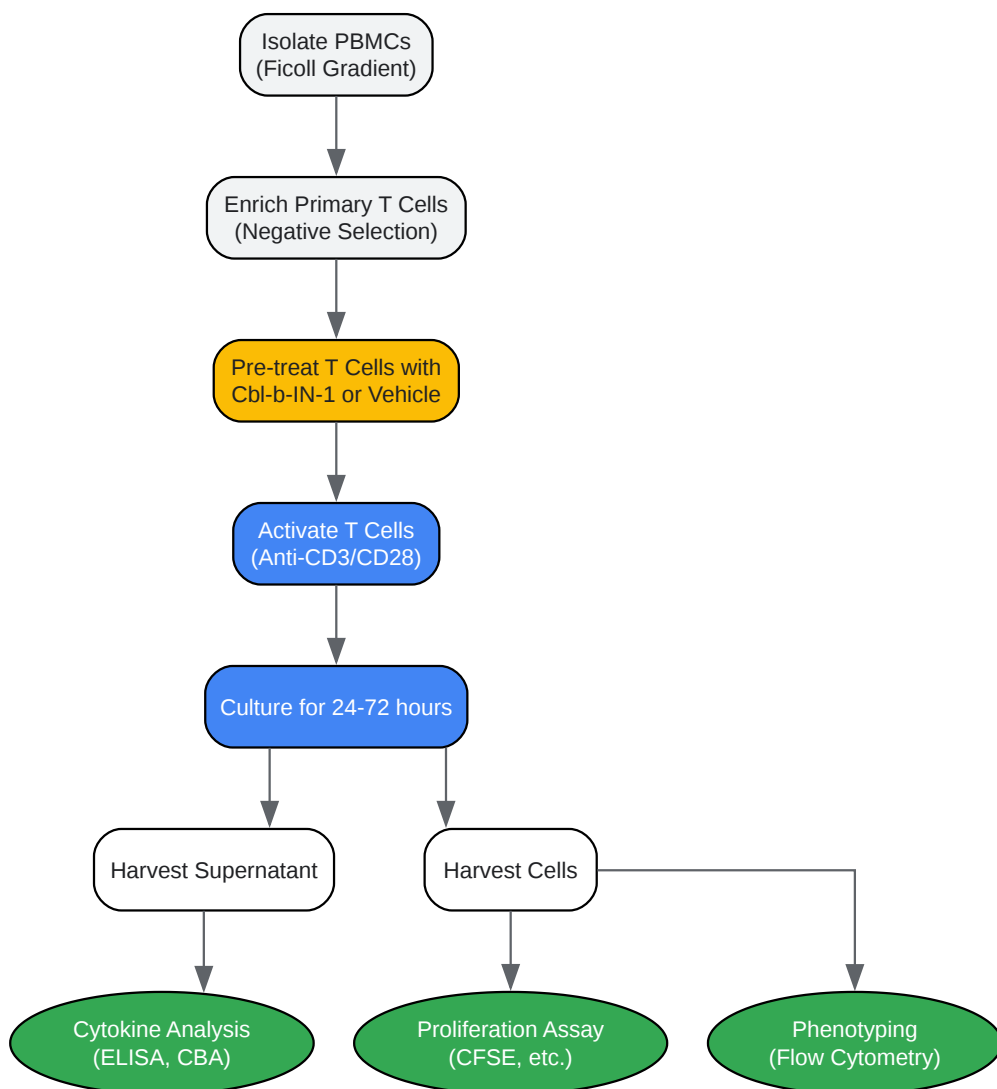 Isolate PBMCs
(Ficoll Gradient)
Enrich Primary T Cells
(Negative Selection)
Pre-treat T Cells with
Cbl-b-IN-1 or Vehicle
Activate T Cells
(Anti-CD3/CD28)
Culture for 24-72 hours
Harvest Supernatant
Harvest Cells
Cytokine Analysis
(ELISA, CBA)
Proliferation Assay
(CFSE, etc.)
Phenotyping
(Flow Cytometry)